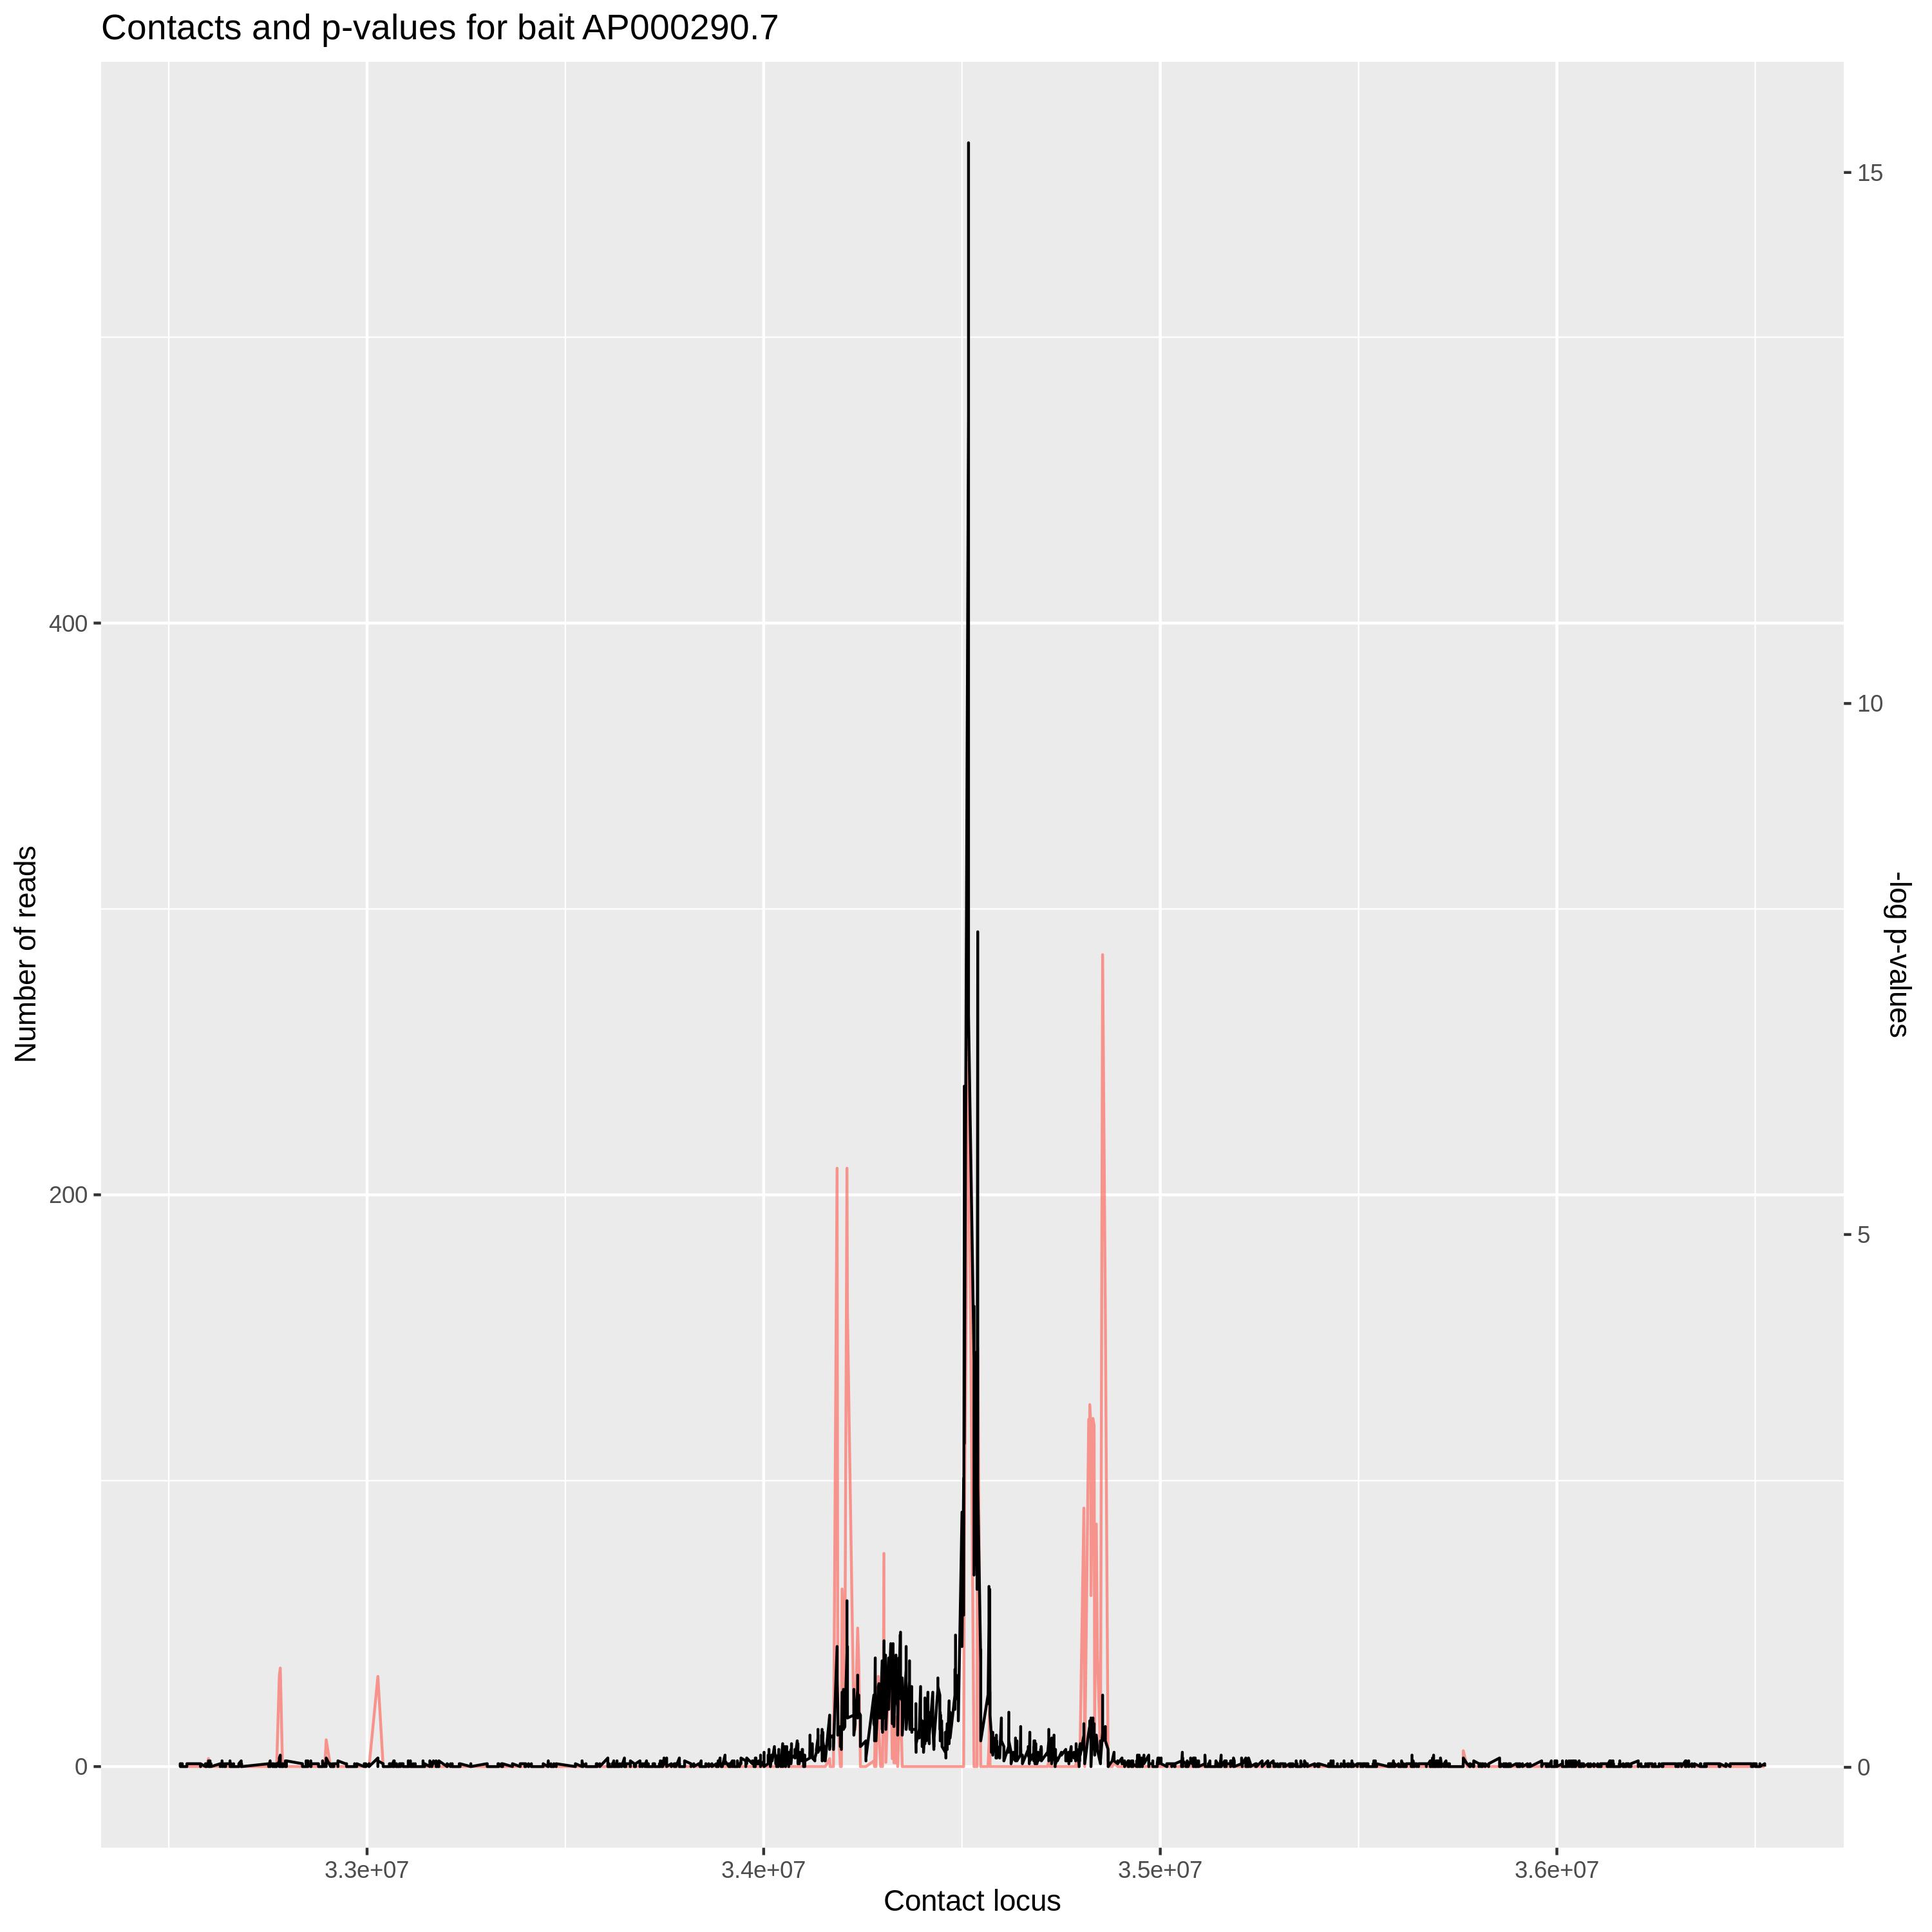 Contacts and p-values for bait AP000290.7
Number of reads
400
200
0
15
10
5
0
-log p-values
3.3e+07
3.4e+07
3.5e+07
3.6e+07
Contact locus